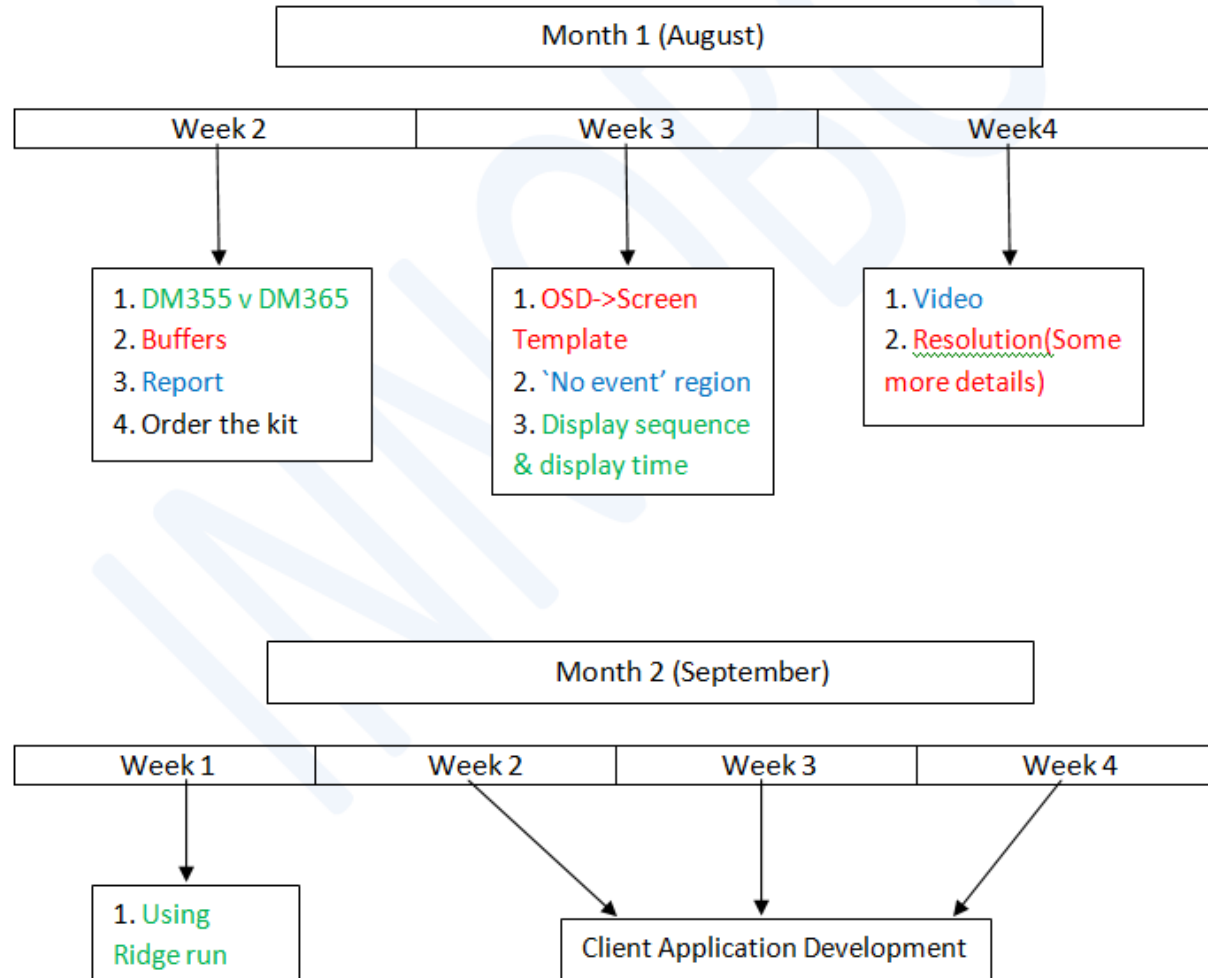 Month 1 (August)
Week 2
Week 3
Week4
1. DM355 v DM365
2. Buffers
3. Report
4. Order the kit
1. OSD->Screen
Template
2. `No event’ region
3. Display sequence
& display time
1. Video
2. Resolution(Some
more details)
Month 2 (September)
Week 1
Week 2
Week 3
Week 4
1. Using
Ridge run
Client Application Development